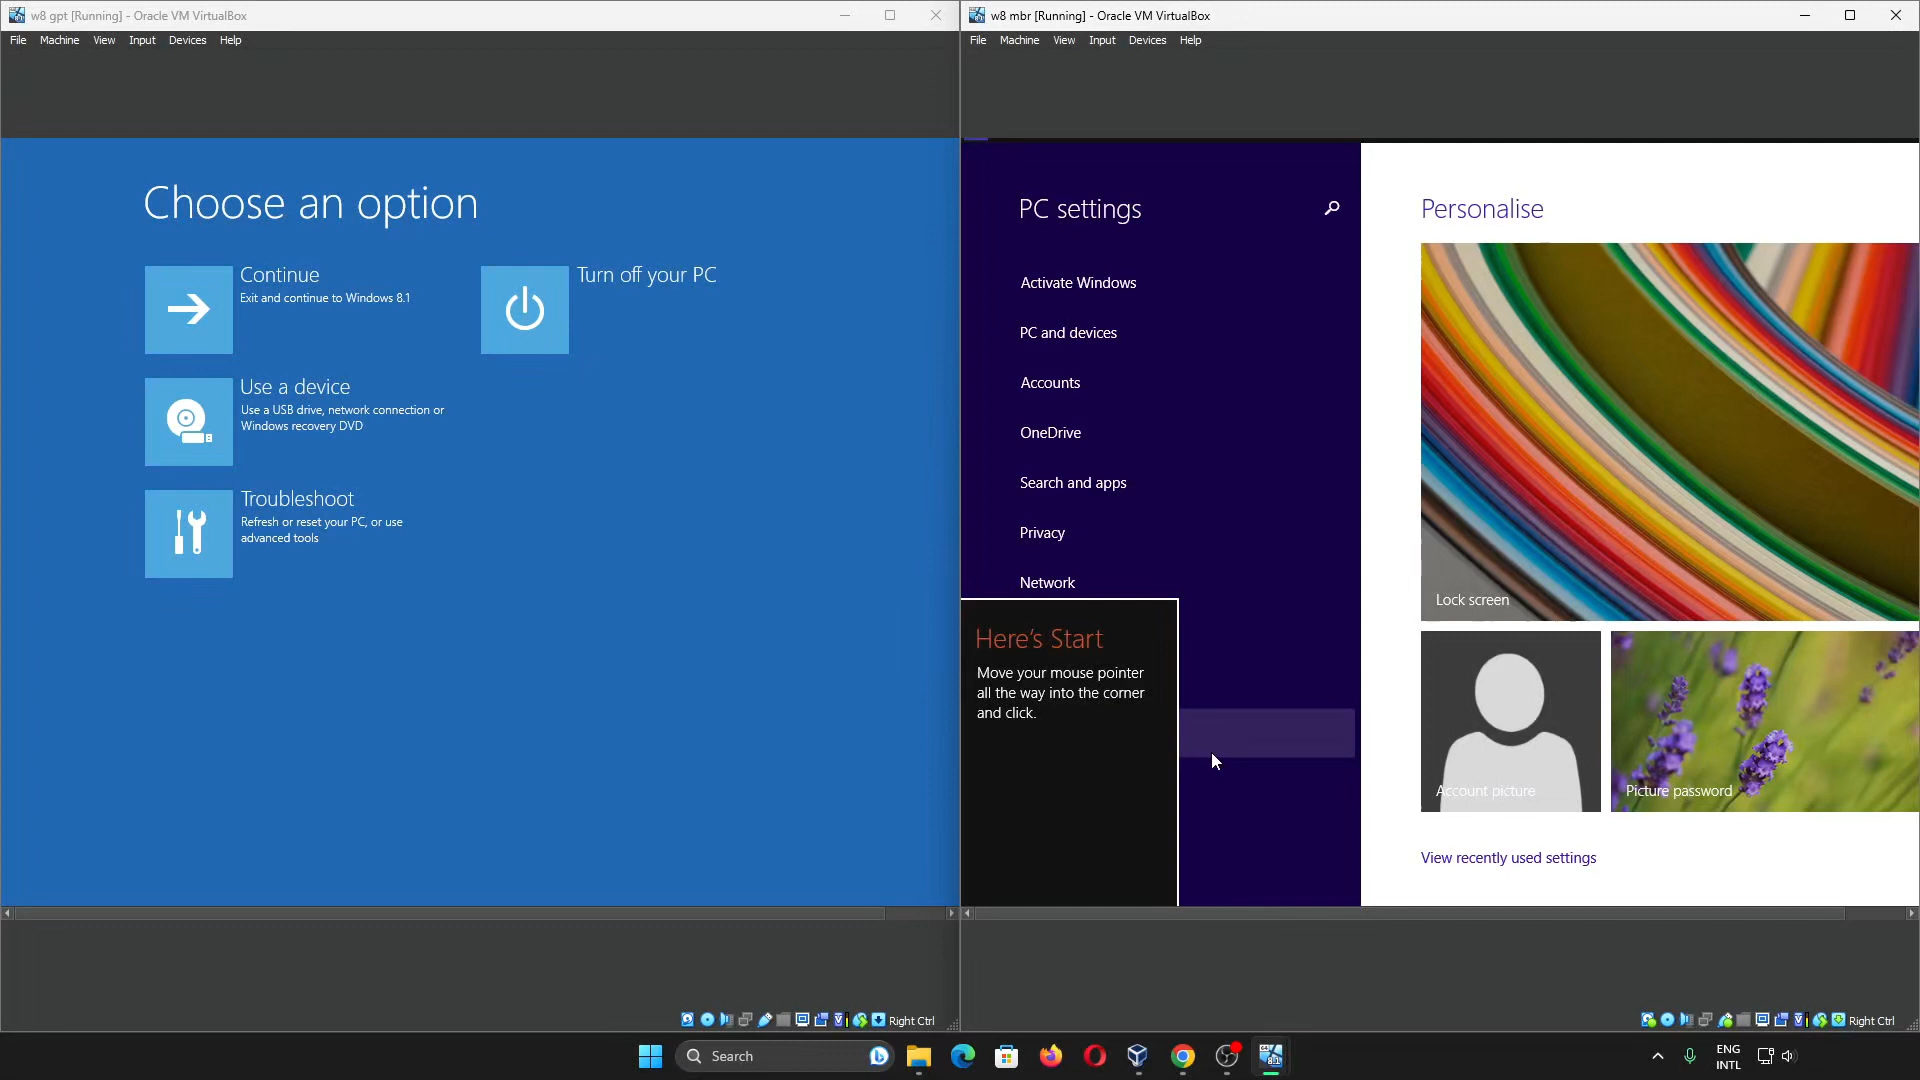 w8 gpt [Running] - Oracle VM VirtualBox
File Machine View Input Devices Help
Choose an option
Continue
Exit and continue to Windows 8.1
Turn off your PC
Use a device
Use a USB drive, network connection or
Windows recovery DVD
Troubleshoot
Refresh or reset your PC, or use
advanced tools
Right Ctrl
w8 mbr [Running] - Oracle VM VirtualBox
File Machine View Input Devices Help
PC settings
Activate Windows
PC and devices
Accounts
OneDrive
Search and apps
Privacy
Network
Here's Start
Move your mouse pointer
all the way into the corner
and click.
Personalise
Lock screen
Account picture
Picture password
View recently used settings
Right Ctrl
Search
ENG
INTL